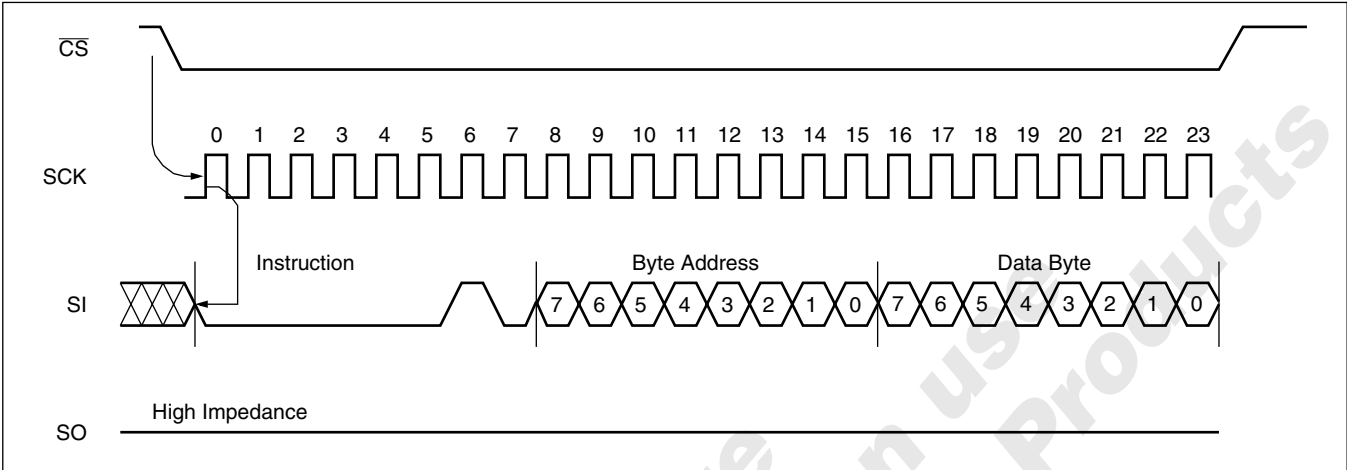 CS
0 1 2 3 4 5 6 7 8 9 10 11 12 13 14 15 16 17 18 19 20 21 22 23
SCK
Instruction Byte Address Data Byte
SI 7 6 5 4 3 2 1 0 7 6 5 4 3 2 1 0
High Impedance
SO
use
Products